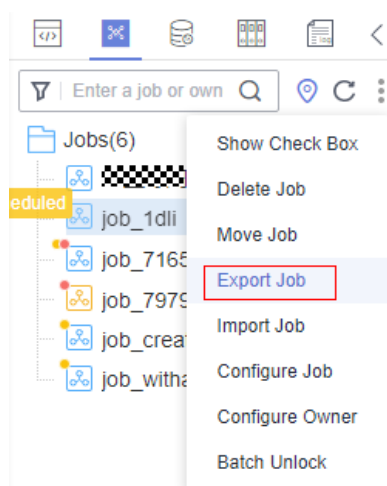 Enter a job or own
Jobs(6)
eduled
job_1dli
job_7165
job_7979
job_crea
job_witha
Show Check Box
Delete Job
Move Job
Export Job
Import Job
Configure Job
Configure Owner
Batch Unlock